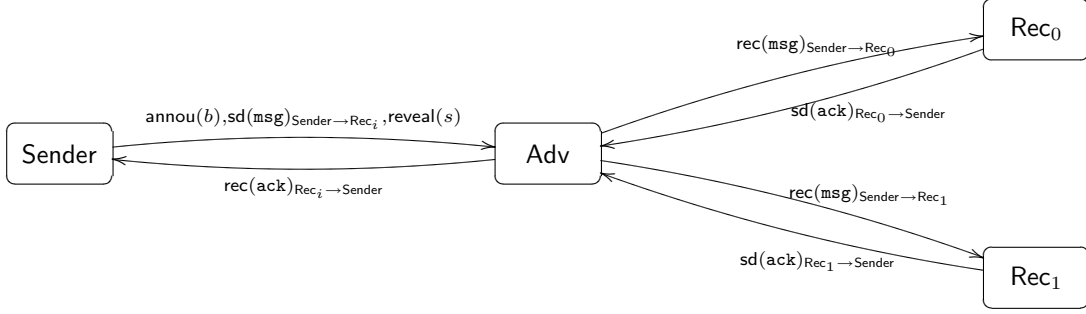 Rec₀
rec(msg)Sender→Rec₀
annou(b),sd(msg)Sender→Recᵢ,reveal(s)
sd(ack)Rec₀→Sender
Sender
Adv
rec(ack)Recᵢ→Sender
rec(msg)Sender→Rec₁
sd(ack)Rec₁→Sender
Rec₁